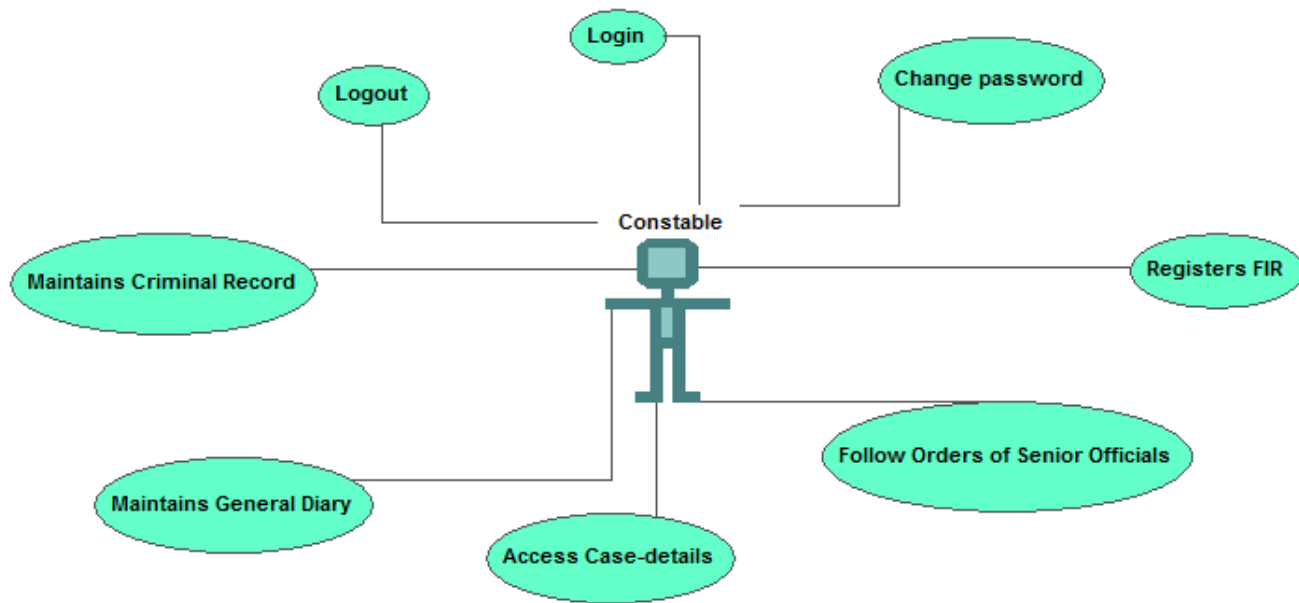 Login
Change password
Logout
Constable
Maintains Criminal Record
Registers FIR
Follow Orders of Senior Officials
Maintains General Diary
Access Case-details